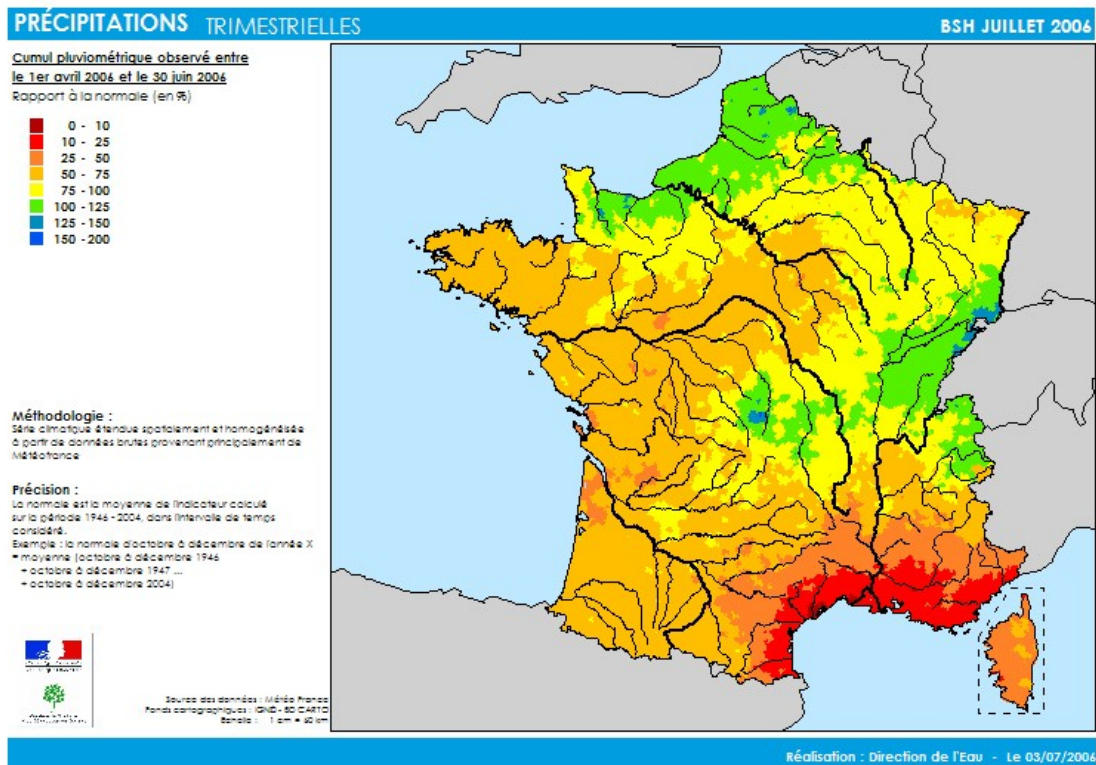 PRÉCIPITATIONS TRIMESTRIELLES
BSH JUILLET 2006
Cumul pluviométrique observé entre
le 1er avril 2006 et le 30 juin 2006
Rapport à la normale (en %)
0 - 10
10 - 25
25 - 50
50 - 75
75 - 100
100 - 125
125 - 150
150 - 200
Méthodologie :
Série climatique étendue spatialement et homogénéisée
à partir de données brutes provenant principalement de
Météofrance
Précision :
La normale est la moyenne de l'indicateur calculé
sur la période 1946 - 2004, dans l'intervalle de temps
considéré.
Exemple : la normale d'octobre à décembre de l'année X
= moyenne (octobre à décembre 1946
+ octobre à décembre 1947 ...
+ octobre à décembre 2004)
Source des données : Météo France
Fonds cartographiques : IGN© - BD CARTO
Echelle : 1 cm = 60 km
Réalisation : Direction de l'Eau - Le 03/07/2006